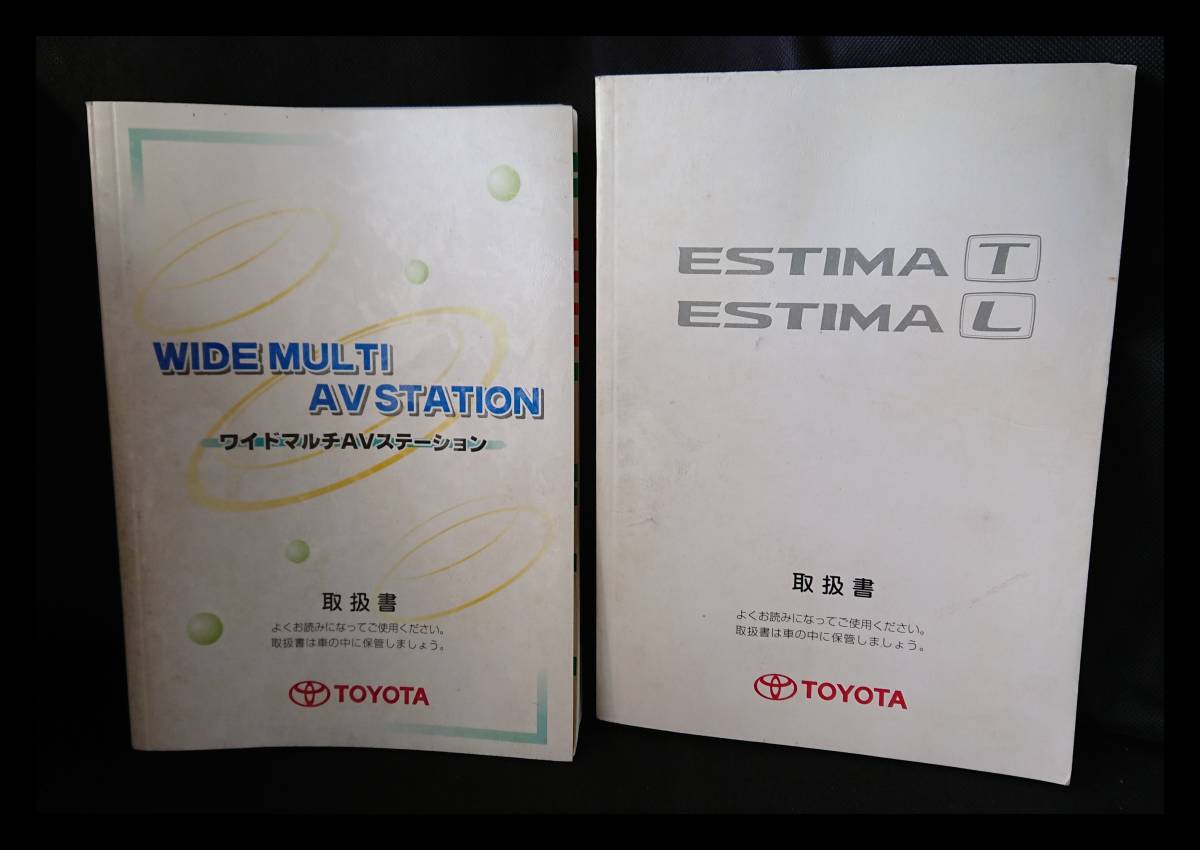 WIDE MULTI
AV STATION
ワイドマルチAVステーション
取扱書
よくお読みになってご使用ください。
取扱書は車の中に保管しましょう。
TOYOTA
ESTIMA T
ESTIMA L
取扱書
よくお読みになってご使用ください。
取扱書は車の中に保管しましょう。
TOYOTA